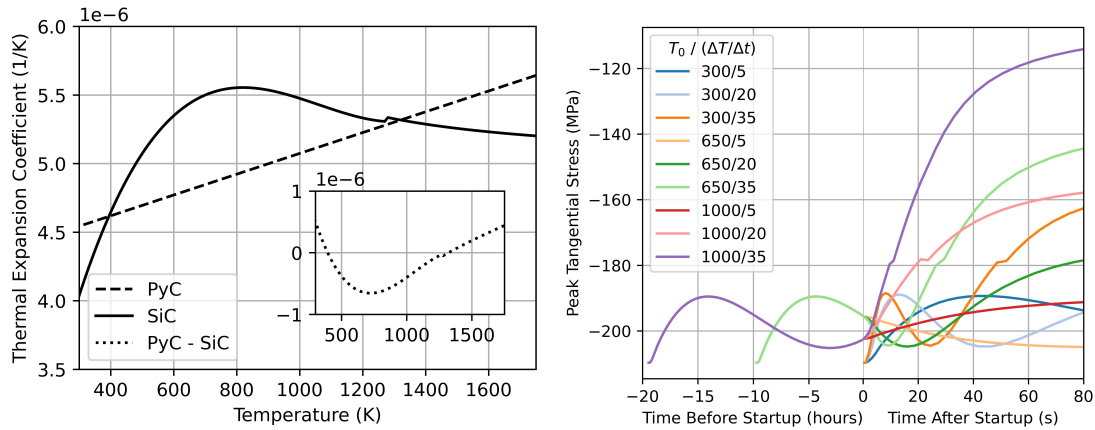 1e−6
6.0
5.5
5.0
4.5
4.0
3.5
Thermal Expansion Coefficient (1/K)
400 600 800 1000 1200 1400 1600
Temperature (K)
PyC
SiC
PyC - SiC
1e−6
1
0
−1
500 1000 1500
T₀ / (ΔT/Δt)
300/5
300/20
300/35
650/5
650/20
650/35
1000/5
1000/20
1000/35
−120
−140
−160
−180
−200
Peak Tangential Stress (MPa)
−20 −15 −10 −5 0 20 40 60 80
Time Before Startup (hours) Time After Startup (s)